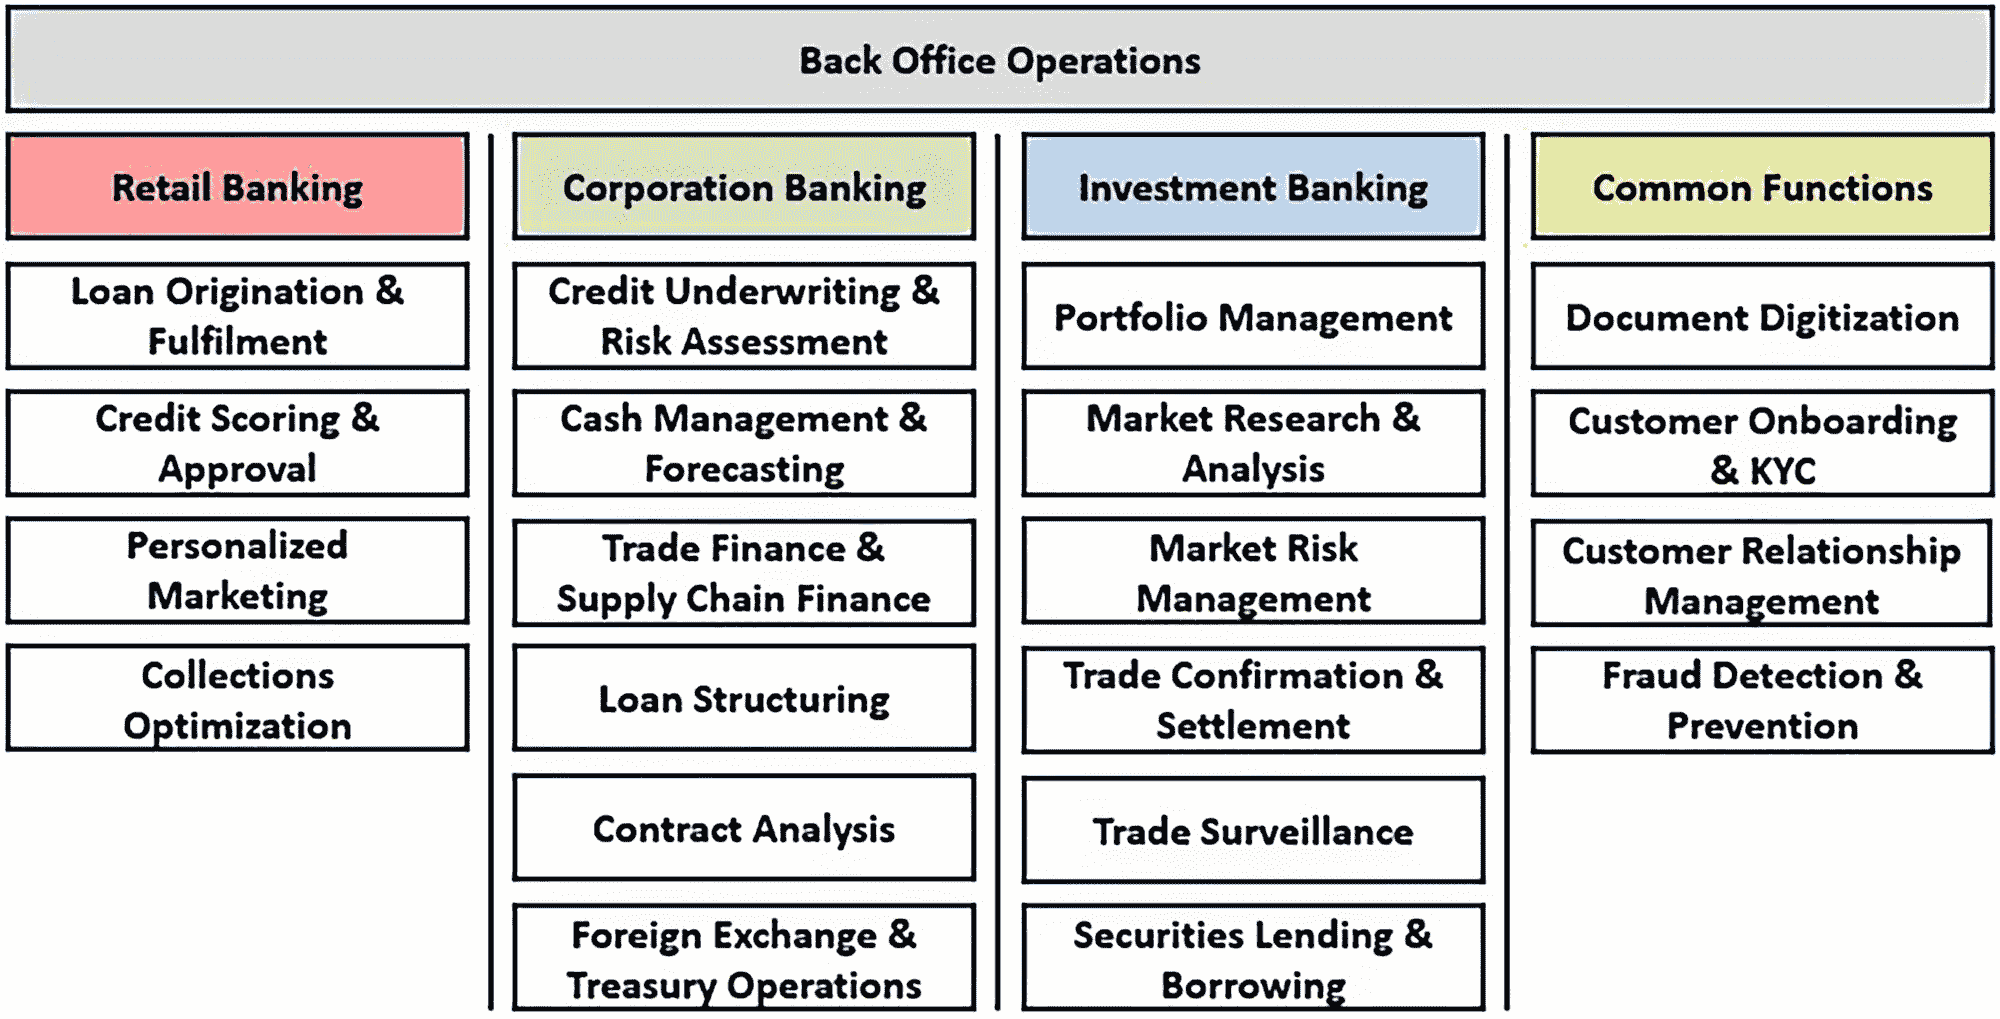 Back Office Operations
Retail Banking
Loan Origination &
Fulfilment
Credit Scoring &
Approval
Personalized
Marketing
Collections
Optimization
Corporation Banking
Credit Underwriting &
Risk Assessment
Cash Management &
Forecasting
Trade Finance &
Supply Chain Finance
Loan Structuring
Contract Analysis
Foreign Exchange &
Treasury Operations
Investment Banking
Portfolio Management
Market Research &
Analysis
Market Risk
Management
Trade Confirmation &
Settlement
Trade Surveillance
Securities Lending &
Borrowing
Common Functions
Document Digitization
Customer Onboarding
& KYC
Customer Relationship
Management
Fraud Detection &
Prevention